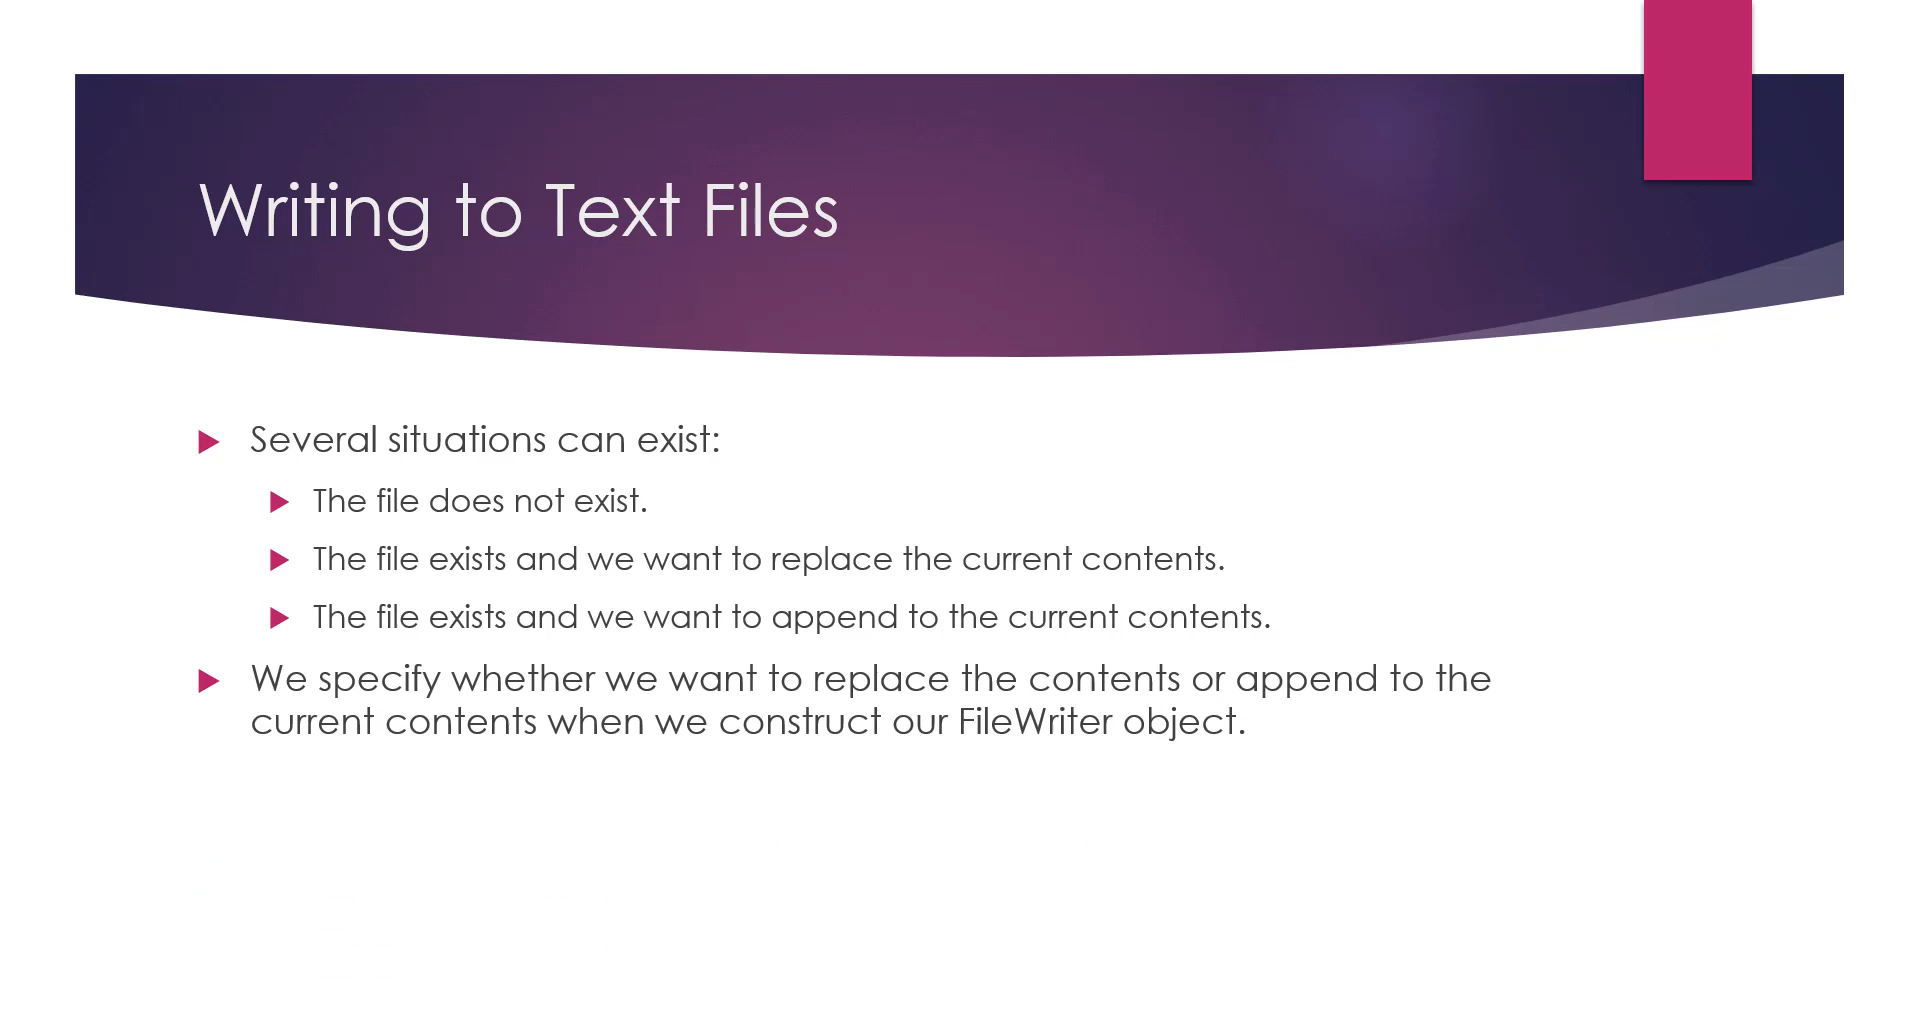 Writing to Text Files
Several situations can exist:
The file does not exist.
The file exists and we want to replace the current contents.
The file exists and we want to append to the current contents.
We specify whether we want to replace the contents or append to the
current contents when we construct our FileWriter object.